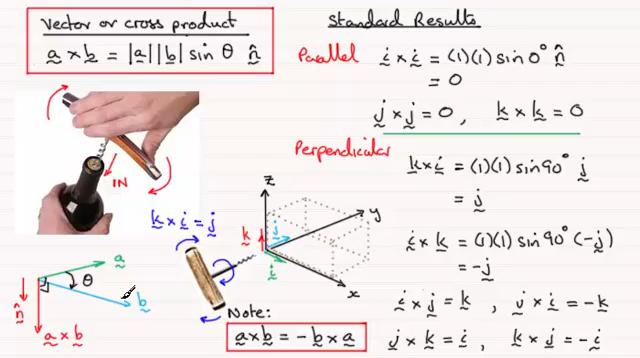 Vector or cross product
a × b = |a||b| sin θ n̂
IN
a
θ
b
n̂
a × b
k × i = j
z
y
x
k
j
i
Note:
a × b = −b × a
Standard Results
Parallel i × i = (1)(1) sin 0° n̂
= 0
j × j = 0, k × k = 0
Perpendicular
k × i = (1)(1) sin 90° j
= j
i × k = (1)(1) sin 90° (−j)
= −j
i × j = k, j × i = −k
j × k = i, k × j = −i